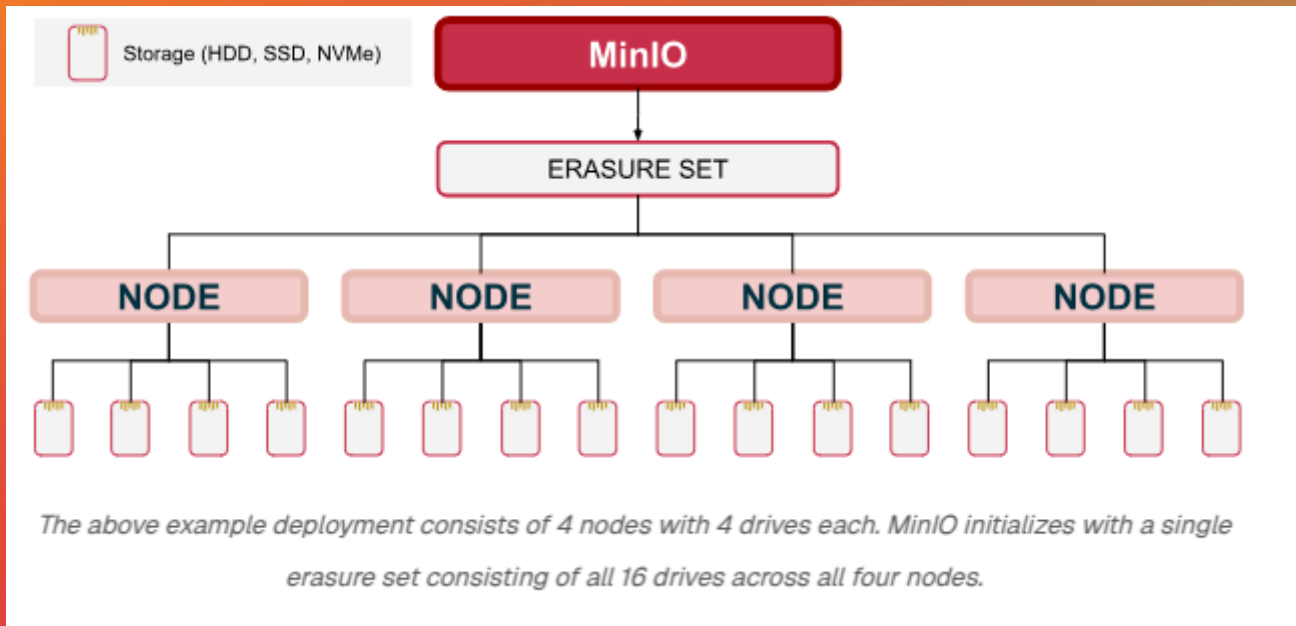 Storage (HDD, SSD, NVMe)
MinIO
ERASURE SET
NODE
NODE
NODE
NODE
The above example deployment consists of 4 nodes with 4 drives each. MinIO initializes with a single
erasure set consisting of all 16 drives across all four nodes.